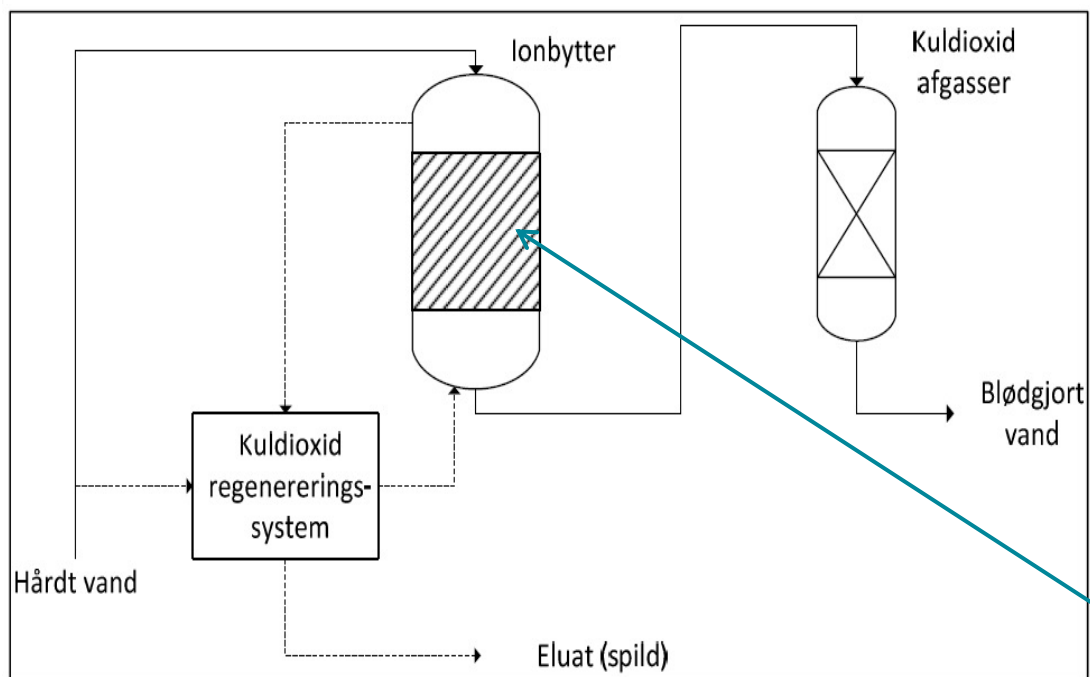 Ionbytter
Kuldioxid
afgasser
Blødgjort
vand
Kuldioxid
regenererings-
system
Hårdt vand
Eluat (spild)